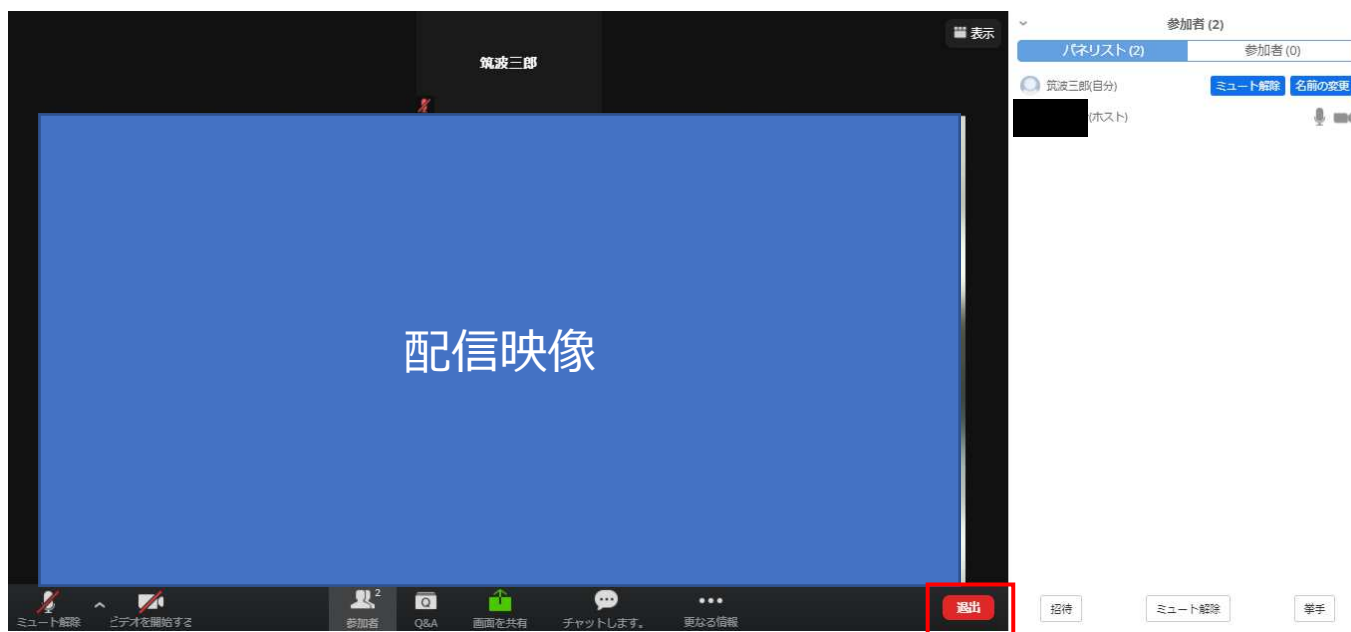 表示
筑波三郎
配信映像
ミュート解除
ビデオを開始する
2
参加者
Q
Q&A
画面を共有
チャットします。
更なる情報
退出
参加者 (2)
パネリスト (2)
参加者 (0)
筑波三郎(自分)
ミュート解除
名前の変更
(ホスト)
招待
ミュート解除
挙手